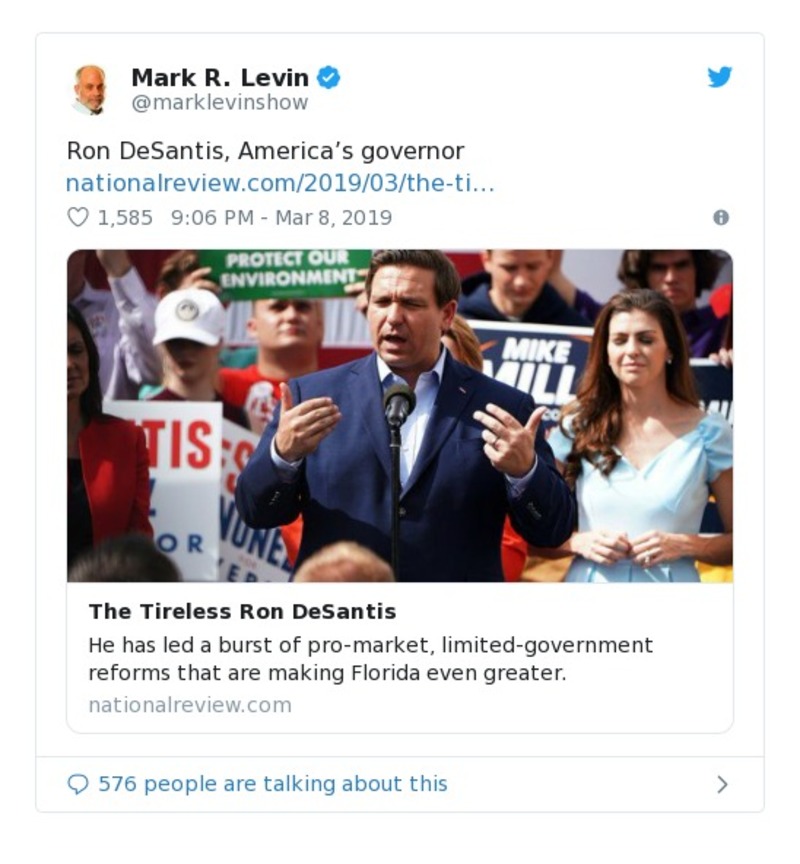 Mark R. Levin
@marklevinshow
Ron DeSantis, America’s governor
nationalreview.com/2019/03/the-ti…
1,585 9:06 PM - Mar 8, 2019
PROTECT OUR
ENVIRONMENT
MIKE
MILL
TIS
OR
NUÑE
The Tireless Ron DeSantis
He has led a burst of pro-market, limited-government
reforms that are making Florida even greater.
nationalreview.com
576 people are talking about this